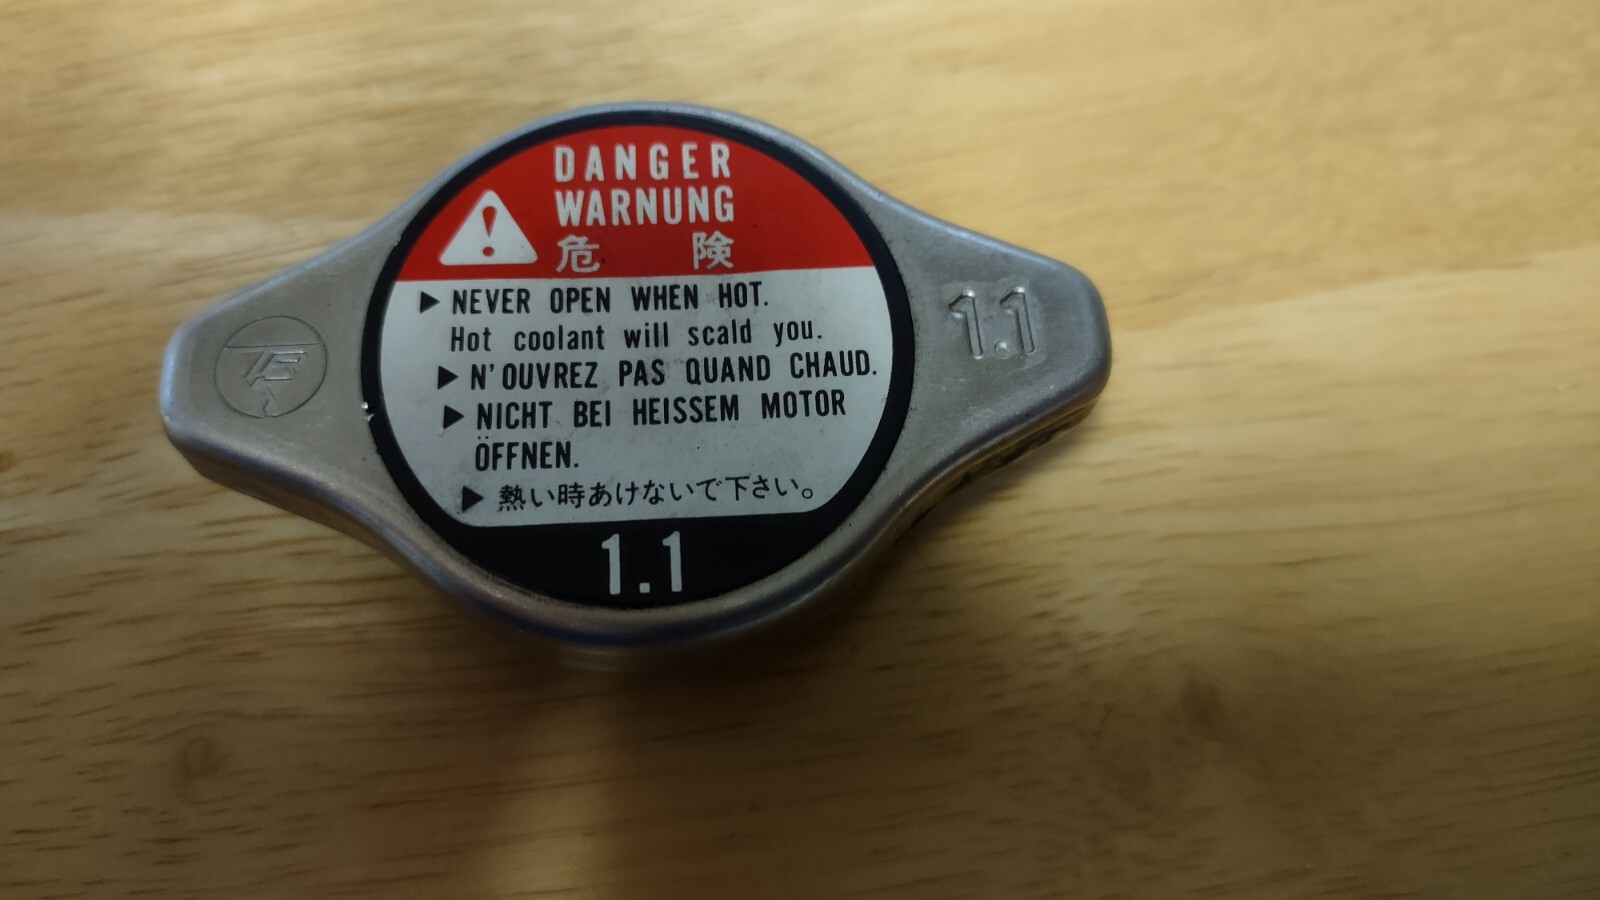 DANGER
WARNUNG
危険
▶ NEVER OPEN WHEN HOT.
Hot coolant will scald you.
▶ N'OUVREZ PAS QUAND CHAUD.
▶ NICHT BEI HEISSEM MOTOR
ÖFFNEN.
▶ 熱い時あけないで下さい。
1.1
1.1